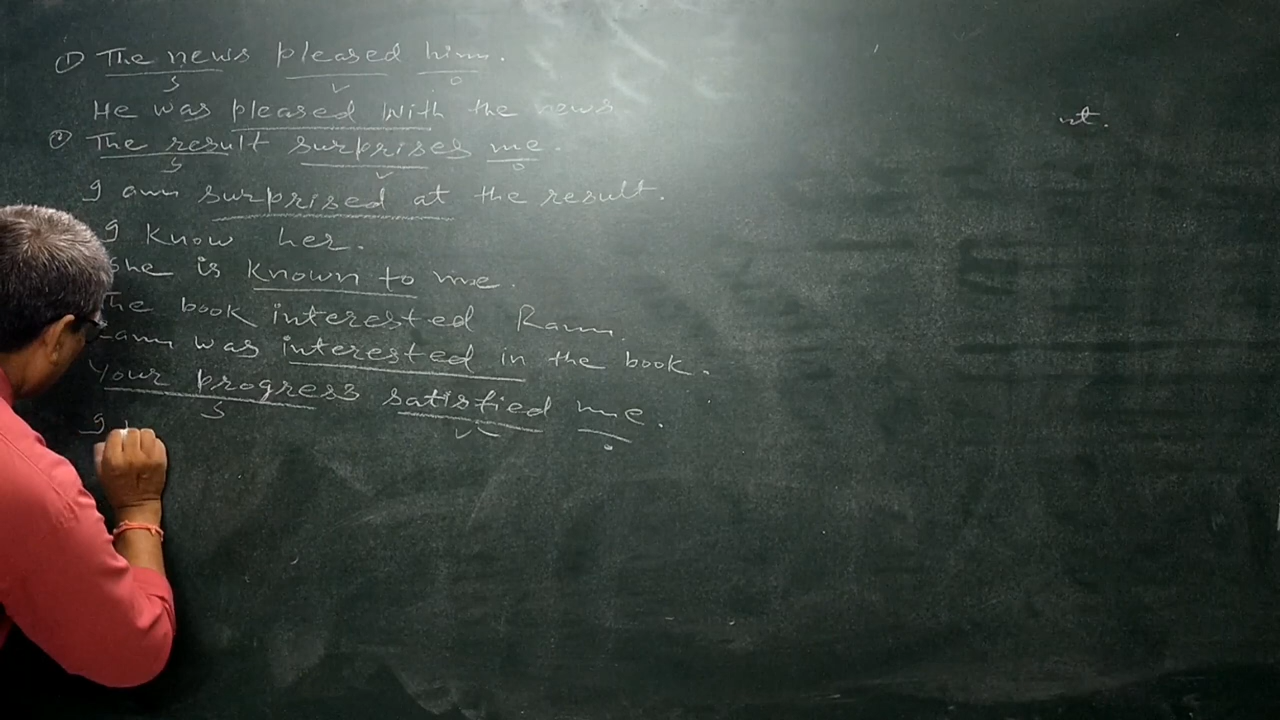 ① The news pleased him.
S V O
He was pleased with the news
② The result surprises me.
S V O
I am surprised at the result.
I know her.
She is known to me.
The book interested Ram.
Ram was interested in the book.
Your progress satisfied me.
S V O
I